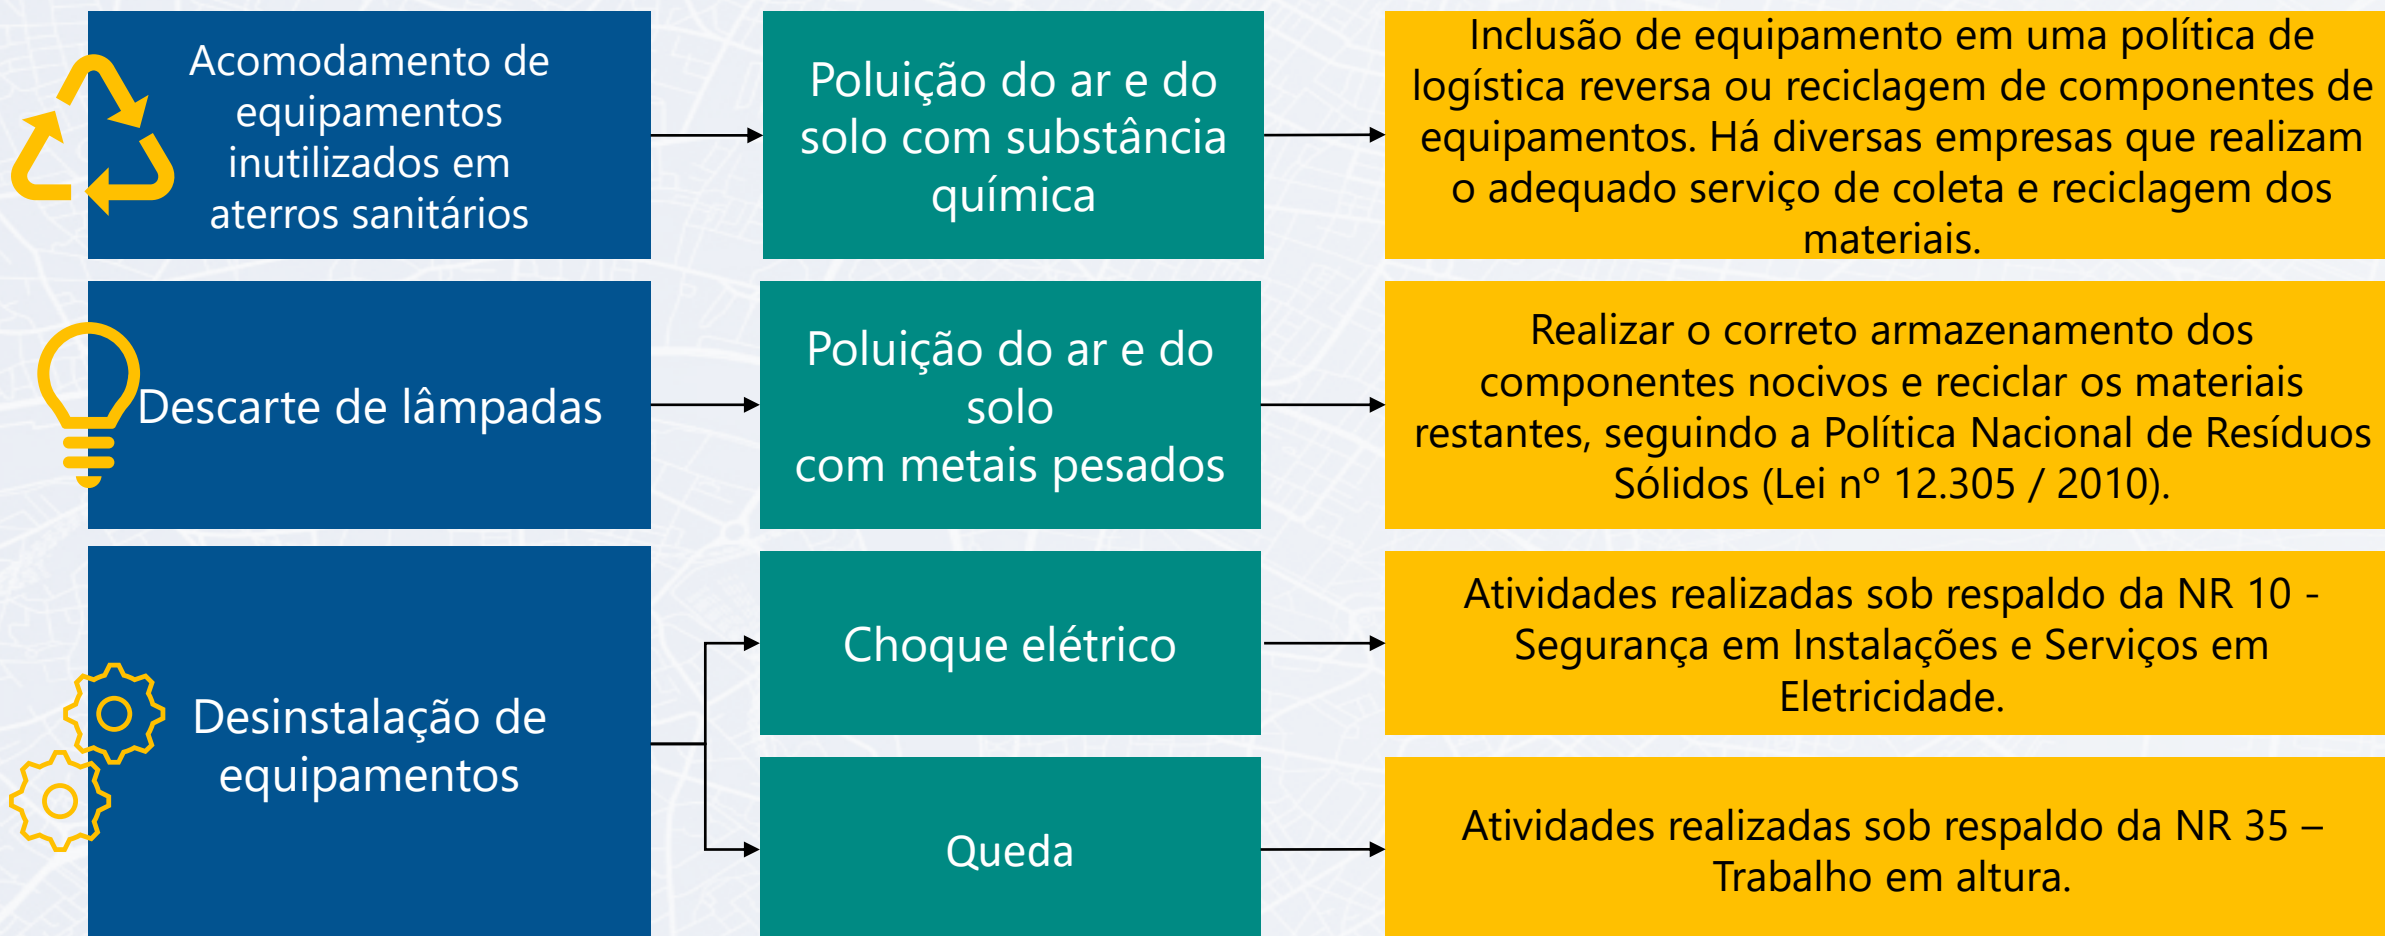 Acomodamento de
equipamentos
inutilizados em
aterros sanitários
Poluição do ar e do
solo com substância
química
Inclusão de equipamento em uma política de
logística reversa ou reciclagem de componentes de
equipamentos. Há diversas empresas que realizam
o adequado serviço de coleta e reciclagem dos
materiais.
Descarte de lâmpadas
Poluição do ar e do
solo
com metais pesados
Realizar o correto armazenamento dos
componentes nocivos e reciclar os materiais
restantes, seguindo a Política Nacional de Resíduos
Sólidos (Lei nº 12.305 / 2010).
Desinstalação de
equipamentos
Choque elétrico
Atividades realizadas sob respaldo da NR 10 -
Segurança em Instalações e Serviços em
Eletricidade.
Queda
Atividades realizadas sob respaldo da NR 35 –
Trabalho em altura.